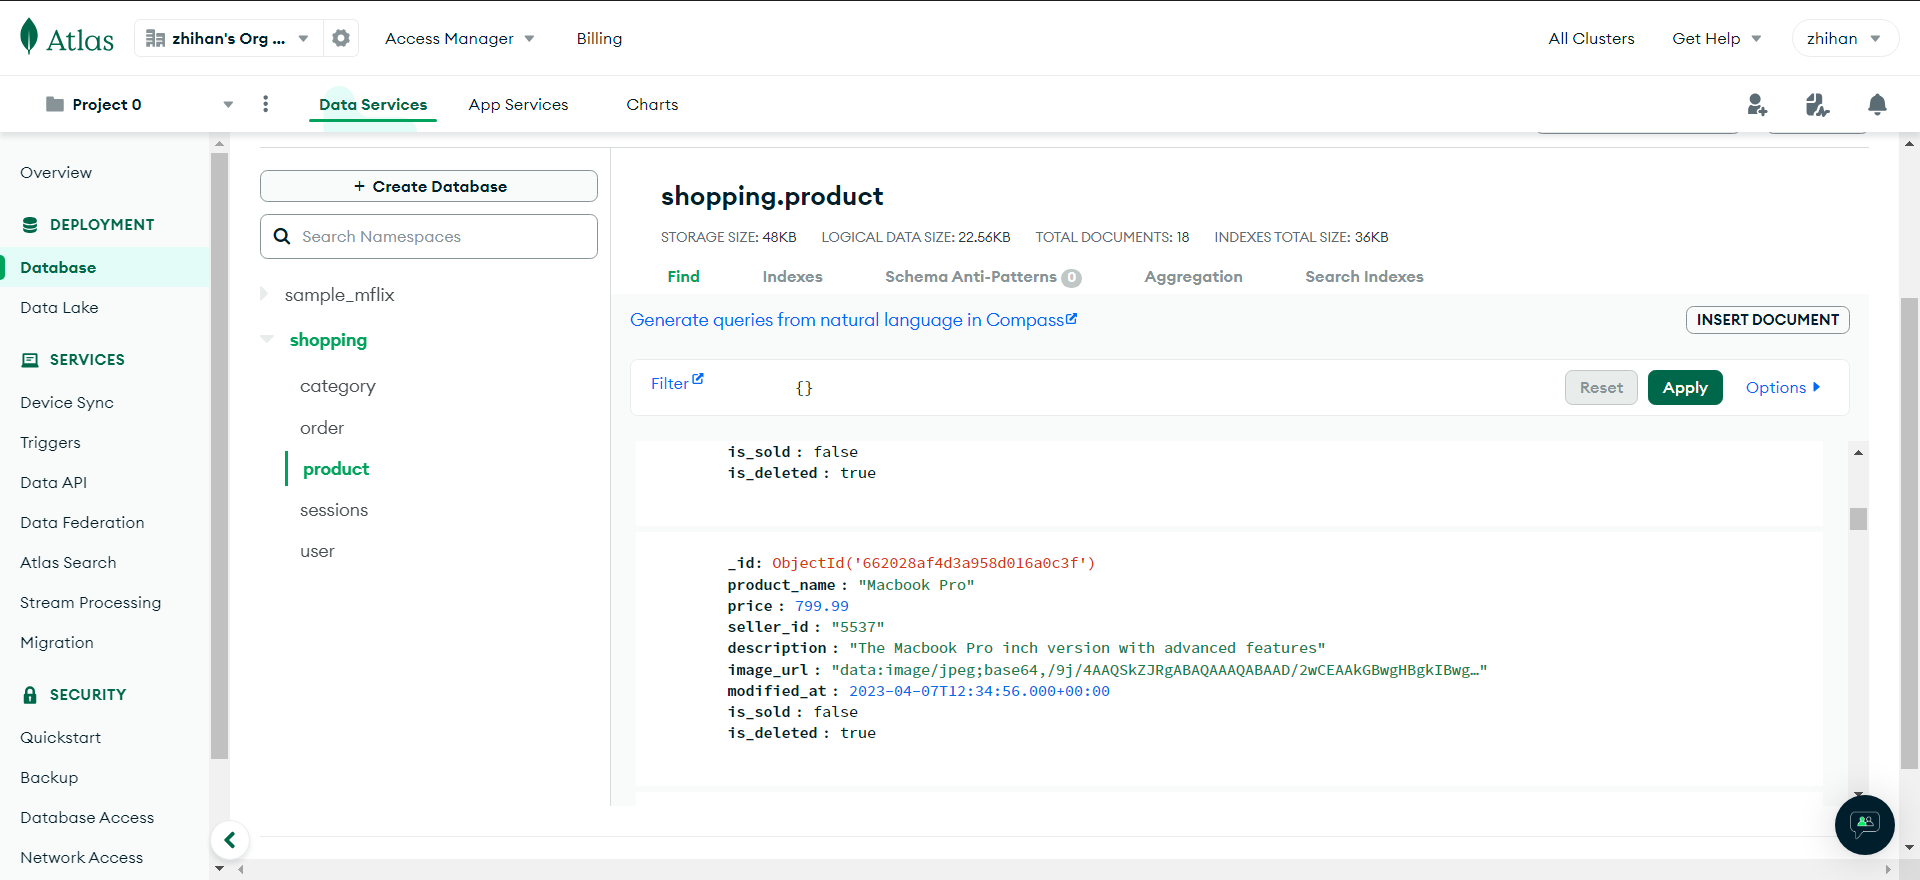 Atlas
zhihan's Org ...
Access Manager
Billing
All Clusters
Get Help
zhihan
Project 0
Data Services
App Services
Charts
Overview
DEPLOYMENT
Database
Data Lake
SERVICES
Device Sync
Triggers
Data API
Data Federation
Atlas Search
Stream Processing
Migration
SECURITY
Quickstart
Backup
Database Access
Network Access
+ Create Database
Search Namespaces
sample_mflix
shopping
category
order
product
sessions
user
shopping.product
STORAGE SIZE: 48KB LOGICAL DATA SIZE: 22.56KB TOTAL DOCUMENTS: 18 INDEXES TOTAL SIZE: 36KB
Find Indexes Schema Anti-Patterns 0 Aggregation Search Indexes
Generate queries from natural language in Compass
INSERT DOCUMENT
Filter
{}
Reset
Apply
Options
is_sold : false
is_deleted : true
_id: ObjectId('662028af4d3a958d016a0c3f')
product_name : "Macbook Pro"
price : 799.99
seller_id : "5537"
description : "The Macbook Pro inch version with advanced features"
image_url : "data:image/jpeg;base64,/9j/4AAQSkZJRgABAQAAAQABAAD/2wCEAAkGBwgHBgkIBwg…"
modified_at : 2023-04-07T12:34:56.000+00:00
is_sold : false
is_deleted : true